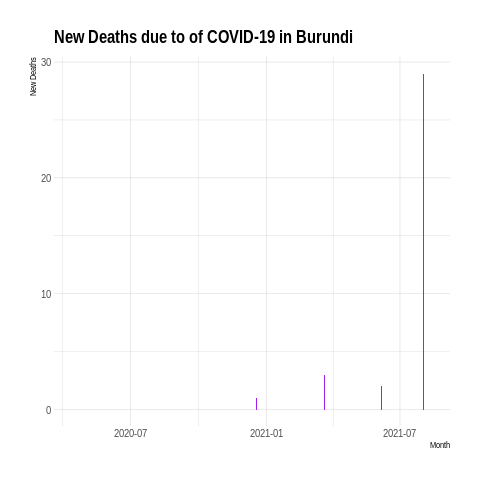 New Deaths due to of COVID-19 in Burundi
New Deaths
30
20
10
0
2020-07
2021-01
2021-07
Month